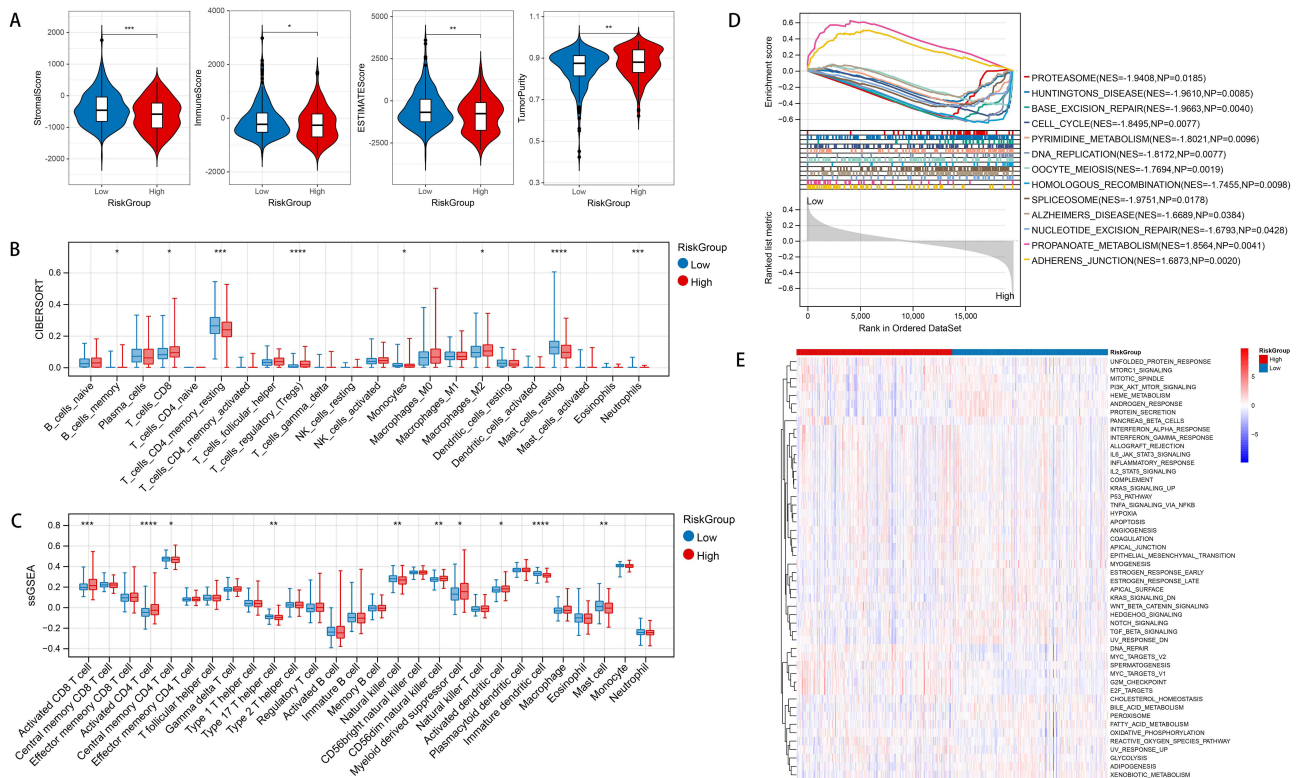 A
StromalScore
2000
1000
0
-1000
-2000
***
Low
High
RiskGroup
ImmuneScore
4000
2000
0
-2000
*
Low
High
RiskGroup
ESTIMATEScore
5000
2500
0
-2500
**
Low
High
RiskGroup
TumorPurity
0.9
0.7
0.5
0.3
**
Low
High
RiskGroup
B
CIBERSORT
0.6
0.4
0.2
0.0
*
*
***
****
*
*
****
***
RiskGroup
Low
High
B_cells_naive
B_cells_memory
Plasma_cells
T_cells_CD8
T_cells_CD4_naive
T_cells_CD4_memory_resting
T_cells_CD4_memory_activated
T_cells_follicular_helper
T_cells_regulatory_(Tregs)
T_cells_gamma_delta
NK_cells_resting
NK_cells_activated
Monocytes
Macrophages_M0
Macrophages_M1
Macrophages_M2
Dendritic_cells_resting
Dendritic_cells_activated
Mast_cells_resting
Mast_cells_activated
Eosinophils
Neutrophils
C
ssGSEA
0.8
0.6
0.4
0.2
0.0
-0.2
-0.4
***
****
*
**
**
**
*
*
****
**
RiskGroup
Low
High
Activated CD8 T cell
Central memory CD8 T cell
Effector memory CD8 T cell
Activated CD4 T cell
Central memory CD4 T cell
Effector memory CD4 T cell
T follicular helper cell
Gamma delta T cell
Type 1 T helper cell
Type 17 T helper cell
Type 2 T helper cell
Regulatory T cell
Activated B cell
Immature B cell
Memory B cell
Natural killer cell
CD56bright natural killer cell
CD56dim natural killer cell
Myeloid derived suppressor cell
Natural killer T cell
Activated dendritic cell
Plasmacytoid dendritic cell
Immature dendritic cell
Macrophage
Eosinophil
Mast cell
Monocyte
Neutrophil
D
Enrichment score
0.6
0.4
0.2
0.0
-0.2
-0.4
-0.6
Low
High
Ranked list metric
0.4
0.2
0.0
-0.2
-0.4
-0.6
0
5,000
10,000
15,000
Rank in Ordered DataSet
PROTEASOME(NES=-1.9408,NP=0.0185)
HUNTINGTONS_DISEASE(NES=-1.9610,NP=0.0085)
BASE_EXCISION_REPAIR(NES=-1.9663,NP=0.0040)
CELL_CYCLE(NES=-1.8495,NP=0.0077)
PYRIMIDINE_METABOLISM(NES=-1.8021,NP=0.0096)
DNA_REPLICATION(NES=-1.8172,NP=0.0077)
OOCYTE_MEIOSIS(NES=-1.7694,NP=0.0019)
HOMOLOGOUS_RECOMBINATION(NES=-1.7455,NP=0.0098)
SPLICEOSOME(NES=-1.9751,NP=0.0178)
ALZHEIMERS_DISEASE(NES=-1.6689,NP=0.0384)
NUCLEOTIDE_EXCISION_REPAIR(NES=-1.6793,NP=0.0428)
PROPANOATE_METABOLISM(NES=1.8564,NP=0.0041)
ADHERENS_JUNCTION(NES=1.6873,NP=0.0020)
E
RiskGroup
UNFOLDED_PROTEIN_RESPONSE
MTORC1_SIGNALING
MITOTIC_SPINDLE
PI3K_AKT_MTOR_SIGNALING
HEME_METABOLISM
ANDROGEN_RESPONSE
PROTEIN_SECRETION
PANCREAS_BETA_CELLS
INTERFERON_ALPHA_RESPONSE
INTERFERON_GAMMA_RESPONSE
ALLOGRAFT_REJECTION
IL6_JAK_STAT3_SIGNALING
INFLAMMATORY_RESPONSE
IL2_STAT5_SIGNALING
COMPLEMENT
KRAS_SIGNALING_UP
P53_PATHWAY
TNFA_SIGNALING_VIA_NFKB
HYPOXIA
APOPTOSIS
ANGIOGENESIS
COAGULATION
APICAL_JUNCTION
EPITHELIAL_MESENCHYMAL_TRANSITION
MYOGENESIS
ESTROGEN_RESPONSE_EARLY
ESTROGEN_RESPONSE_LATE
APICAL_SURFACE
KRAS_SIGNALING_DN
WNT_BETA_CATENIN_SIGNALING
HEDGEHOG_SIGNALING
NOTCH_SIGNALING
TGF_BETA_SIGNALING
UV_RESPONSE_DN
DNA_REPAIR
MYC_TARGETS_V2
SPERMATOGENESIS
MYC_TARGETS_V1
G2M_CHECKPOINT
E2F_TARGETS
CHOLESTEROL_HOMEOSTASIS
BILE_ACID_METABOLISM
PEROXISOME
FATTY_ACID_METABOLISM
OXIDATIVE_PHOSPHORYLATION
REACTIVE_OXYGEN_SPECIES_PATHWAY
UV_RESPONSE_UP
GLYCOLYSIS
ADIPOGENESIS
XENOBIOTIC_METABOLISM
5
0
-5
RiskGroup
High
Low